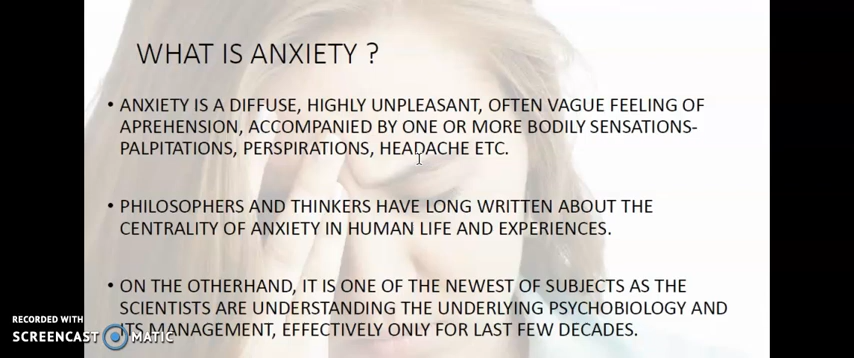 WHAT IS ANXIETY ?
• ANXIETY IS A DIFFUSE, HIGHLY UNPLEASANT, OFTEN VAGUE FEELING OF
APREHENSION, ACCOMPANIED BY ONE OR MORE BODILY SENSATIONS-
PALPITATIONS, PERSPIRATIONS, HEADACHE ETC.
• PHILOSOPHERS AND THINKERS HAVE LONG WRITTEN ABOUT THE
CENTRALITY OF ANXIETY IN HUMAN LIFE AND EXPERIENCES.
• ON THE OTHERHAND, IT IS ONE OF THE NEWEST OF SUBJECTS AS THE
SCIENTISTS ARE UNDERSTANDING THE UNDERLYING PSYCHOBIOLOGY AND
ITS MANAGEMENT, EFFECTIVELY ONLY FOR LAST FEW DECADES.
RECORDED WITH
SCREENCAST MATIC